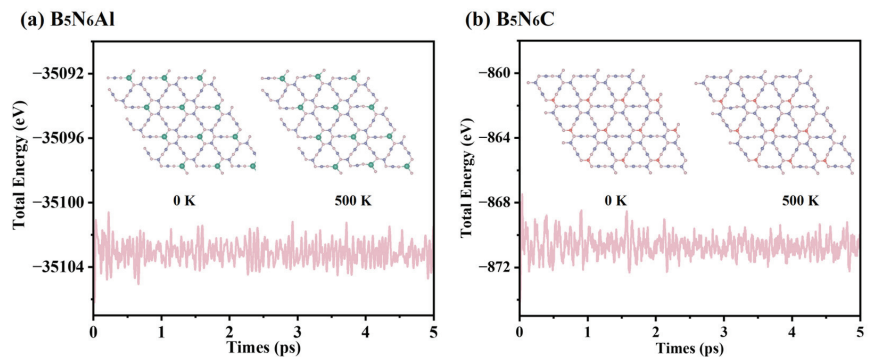 (a) B₅N₆Al
Total Energy (eV)
−35092
−35096
−35100
−35104
0 K
500 K
0
1
2
3
4
5
Times (ps)
(b) B₅N₆C
Total Energy (eV)
−860
−864
−868
−872
0 K
500 K
0
1
2
3
4
5
Times (ps)